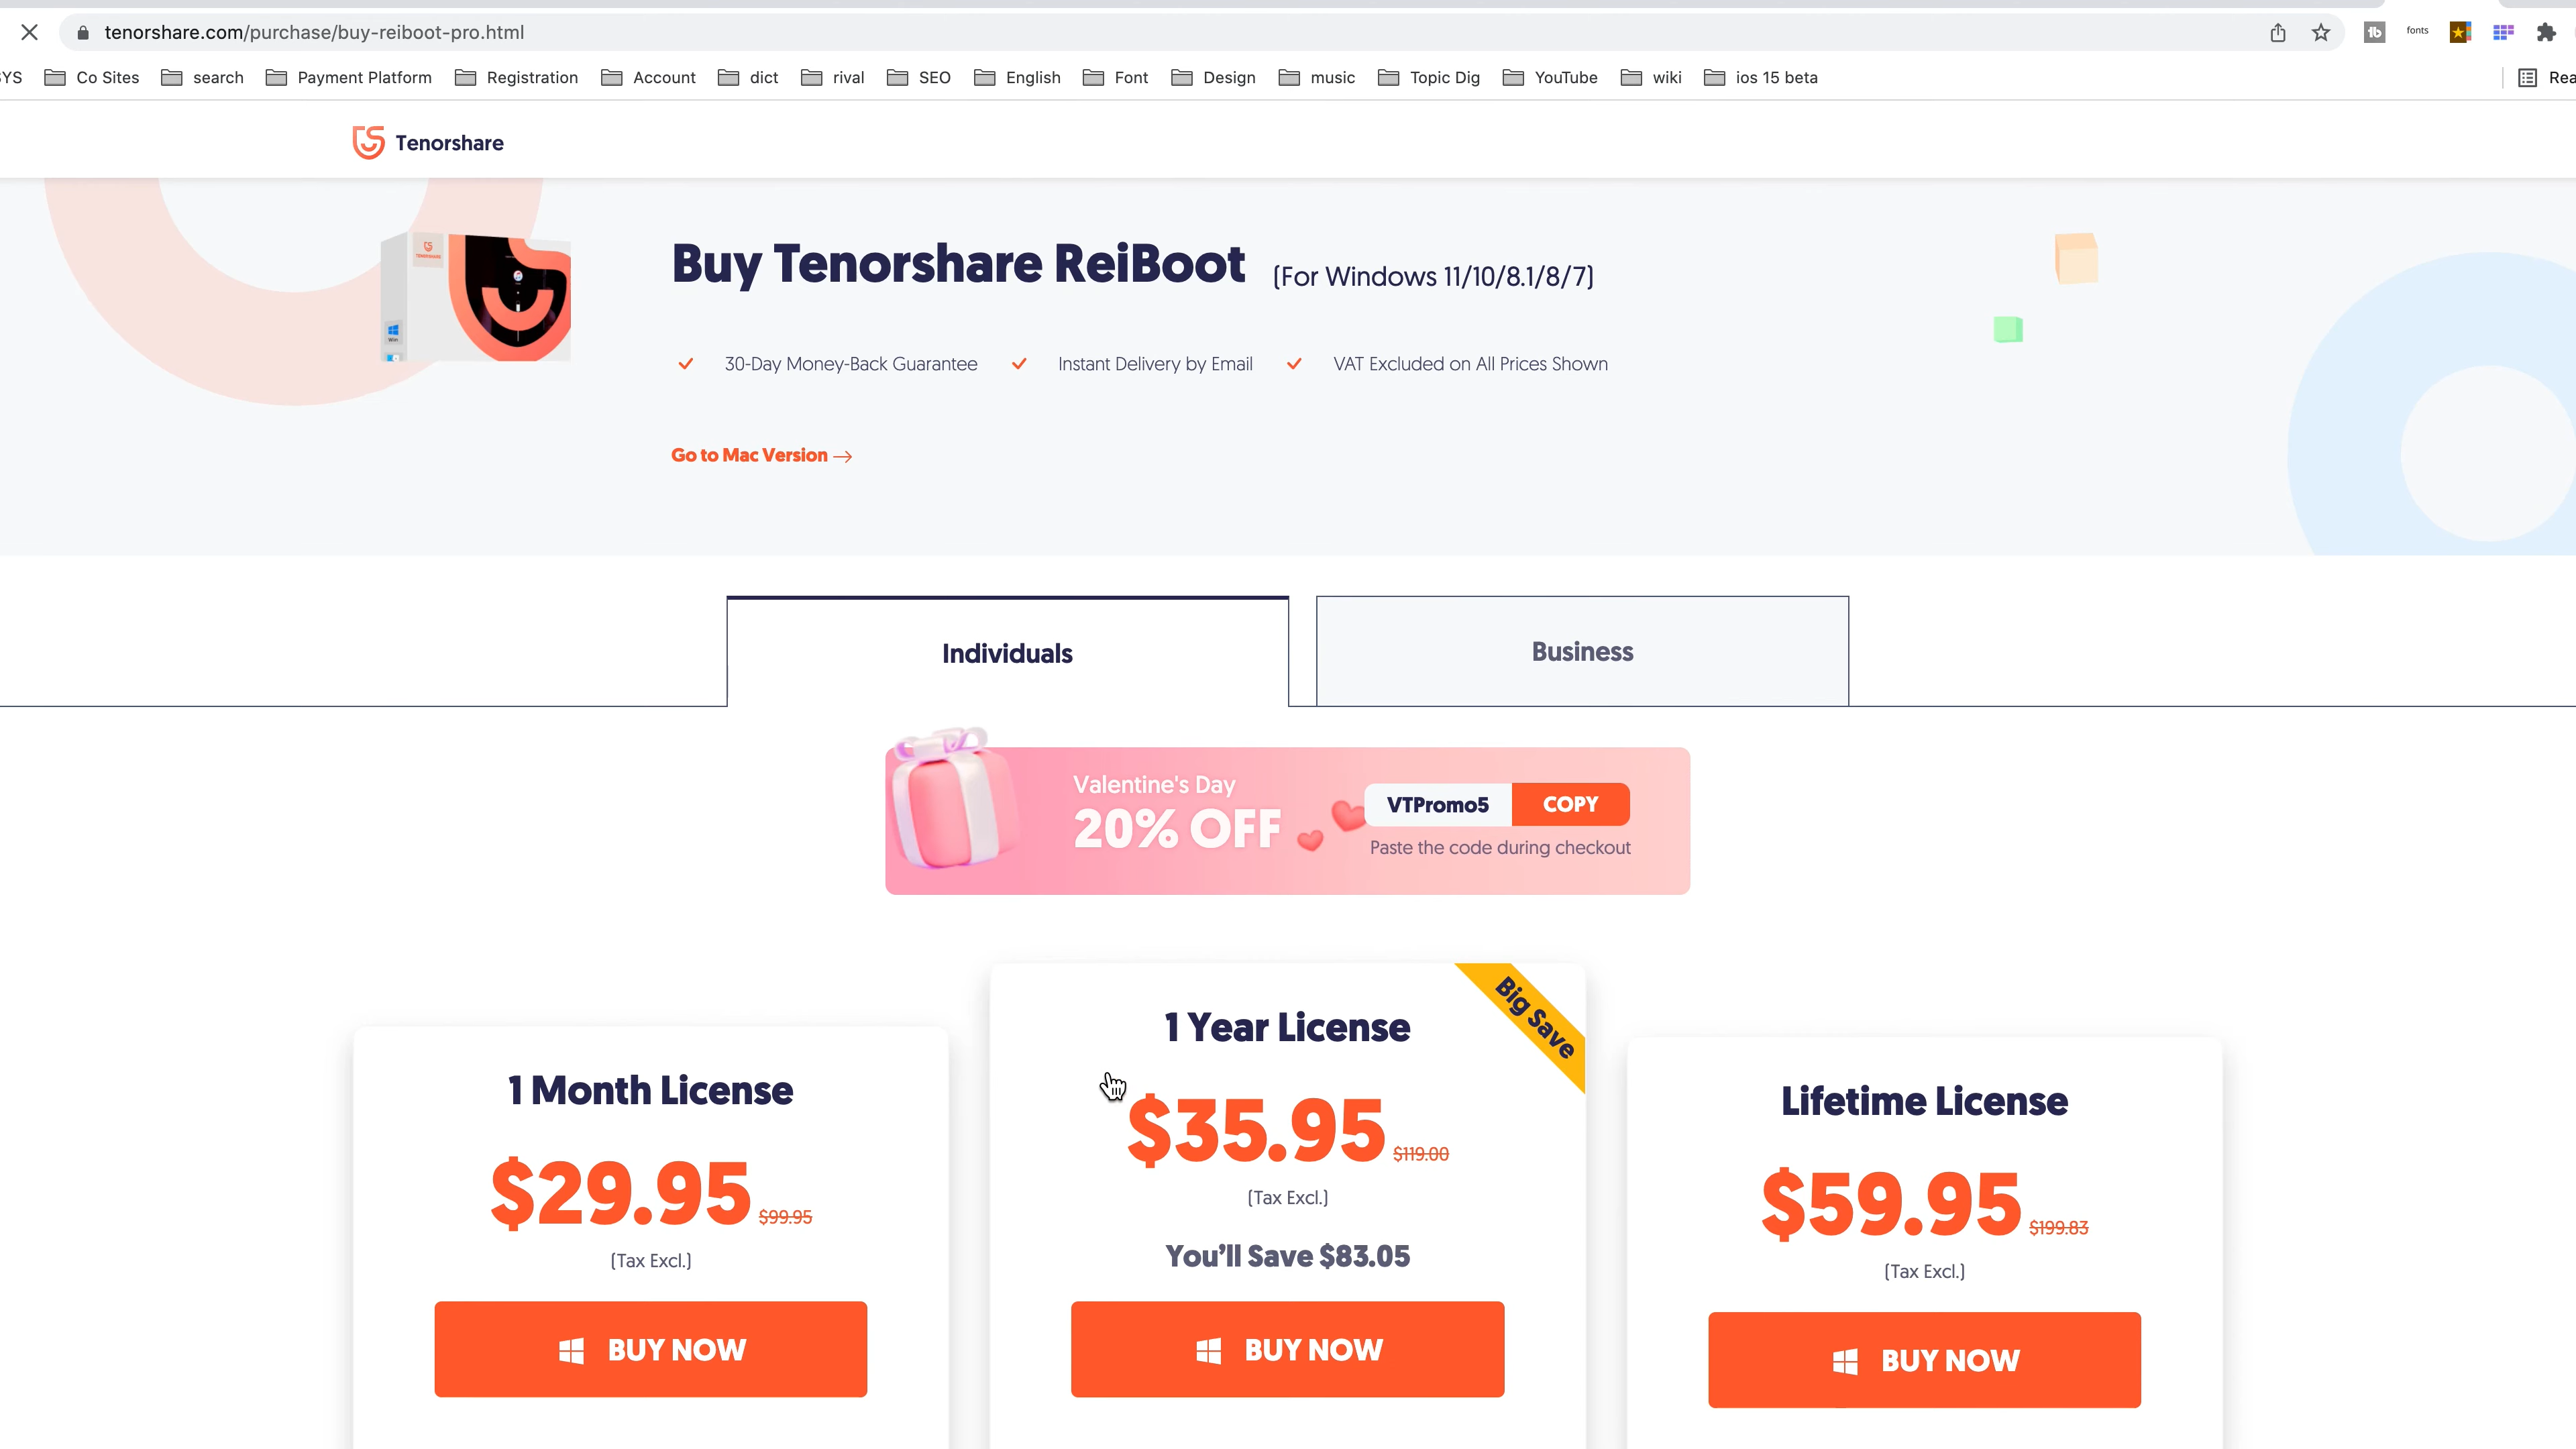 tenorshare.com/purchase/buy-reiboot-pro.html
fonts
SYS Co Sites search Payment Platform Registration Account dict rival SEO English Font Design music Topic Dig YouTube wiki ios 15 beta Rea
Tenorshare
Buy Tenorshare ReiBoot (For Windows 11/10/8.1/8/7)
30-Day Money-Back Guarantee Instant Delivery by Email VAT Excluded on All Prices Shown
Go to Mac Version →
Individuals Business
Valentine's Day
20% OFF
VTPromo5 COPY
Paste the code during checkout
1 Month License
$29.95 $99.95
(Tax Excl.)
BUY NOW
Big Save
1 Year License
$35.95 $119.00
(Tax Excl.)
You'll Save $83.05
BUY NOW
Lifetime License
$59.95 $199.83
(Tax Excl.)
BUY NOW